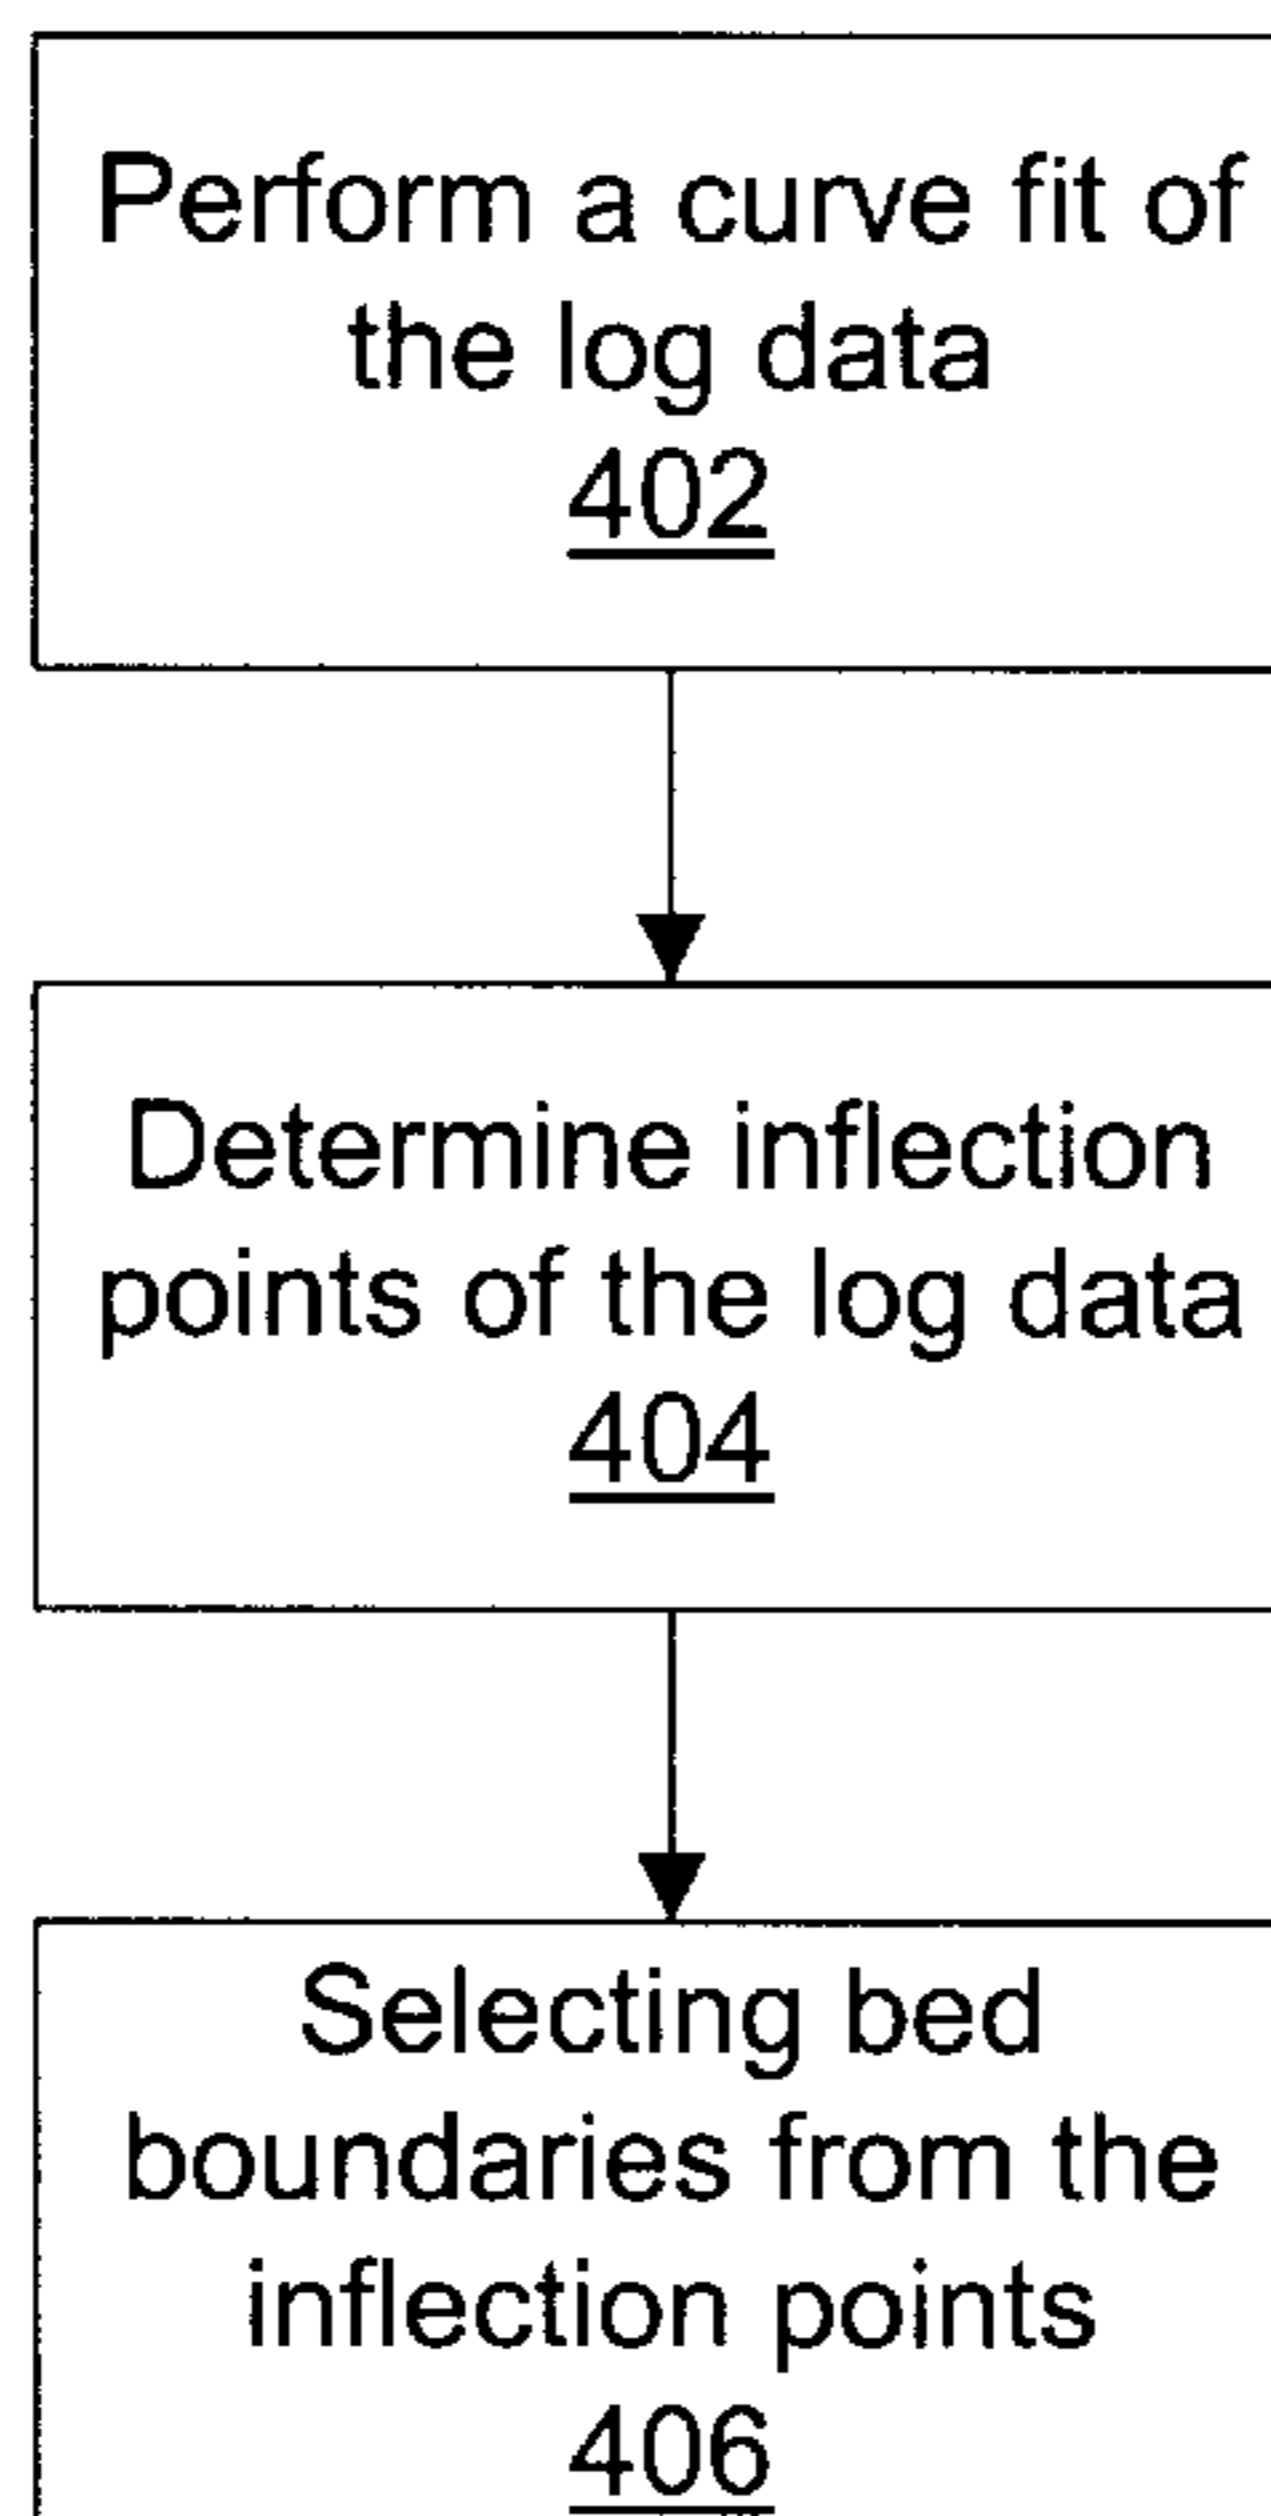 Perform a curve fit of
the log data
402
Determine inflection
points of the log data
404
Selecting bed
boundaries from the
inflection points
406